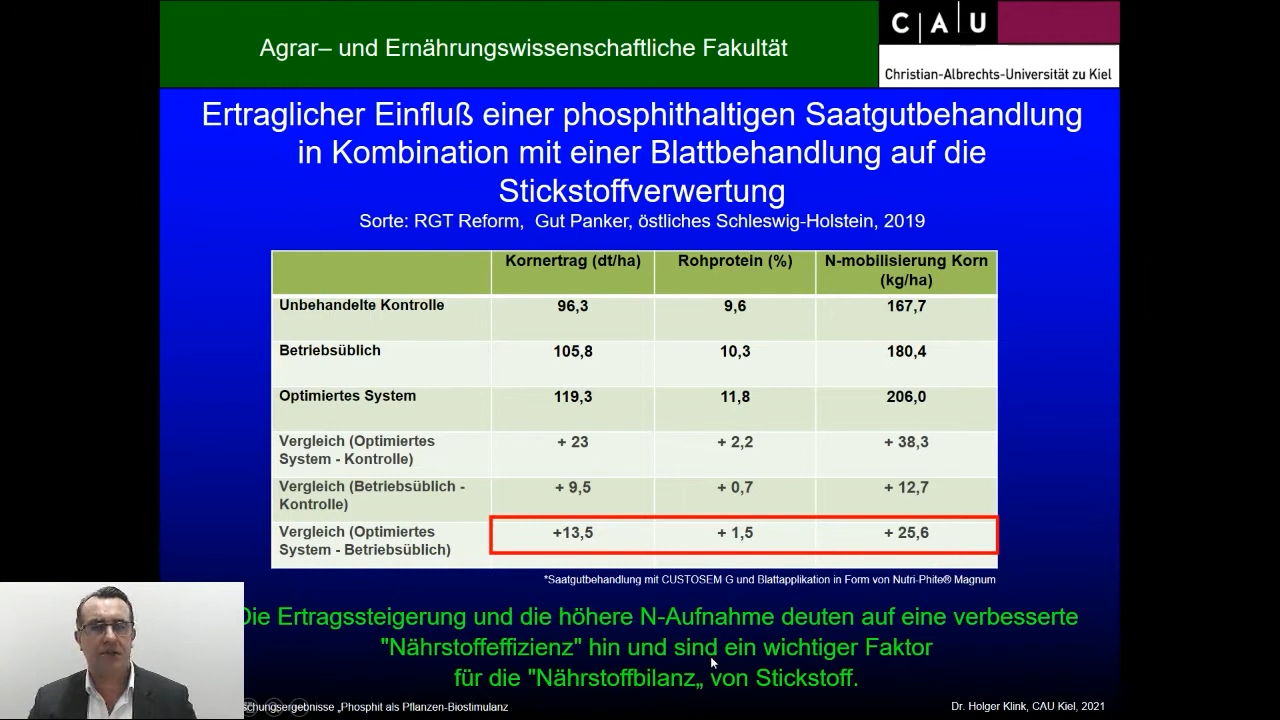 Agrar– und Ernährungswissenschaftliche Fakultät
C|A|U
Christian-Albrechts-Universität zu Kiel
Ertraglicher Einfluß einer phosphithaltigen Saatgutbehandlung
in Kombination mit einer Blattbehandlung auf die
Stickstoffverwertung
Sorte: RGT Reform, Gut Panker, östliches Schleswig-Holstein, 2019
Kornertrag (dt/ha) Rohprotein (%) N-mobilisierung Korn
(kg/ha)
Unbehandelte Kontrolle 96,3 9,6 167,7
Betriebsüblich 105,8 10,3 180,4
Optimiertes System 119,3 11,8 206,0
Vergleich (Optimiertes + 23 + 2,2 + 38,3
System - Kontrolle)
Vergleich (Betriebsüblich - + 9,5 + 0,7 + 12,7
Kontrolle)
Vergleich (Optimiertes +13,5 + 1,5 + 25,6
System - Betriebsüblich)
*Saatgutbehandlung mit CUSTOSEM G und Blattapplikation in Form von Nutri-Phite® Magnum
Die Ertragssteigerung und die höhere N-Aufnahme deuten auf eine verbesserte
"Nährstoffeffizienz" hin und sind ein wichtiger Faktor
für die "Nährstoffbilanz„ von Stickstoff.
schungsergebnisse „Phosphit als Pflanzen-Biostimulanz
Dr. Holger Klink, CAU Kiel, 2021